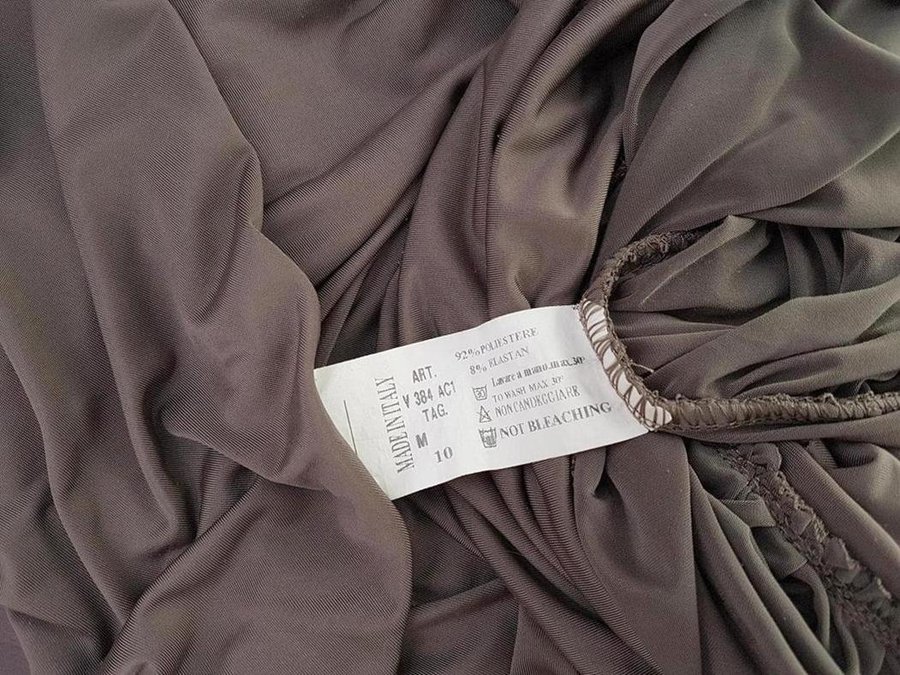 MADE IN ITALY
ART.
V 384 AC1
TAG.
M
10
92% POLIESTERE
8% ELASTAN
30 Lavare a mano max 30°
TO WASH MAX 30°
NON CANDEGGIARE
NOT BLEACHING